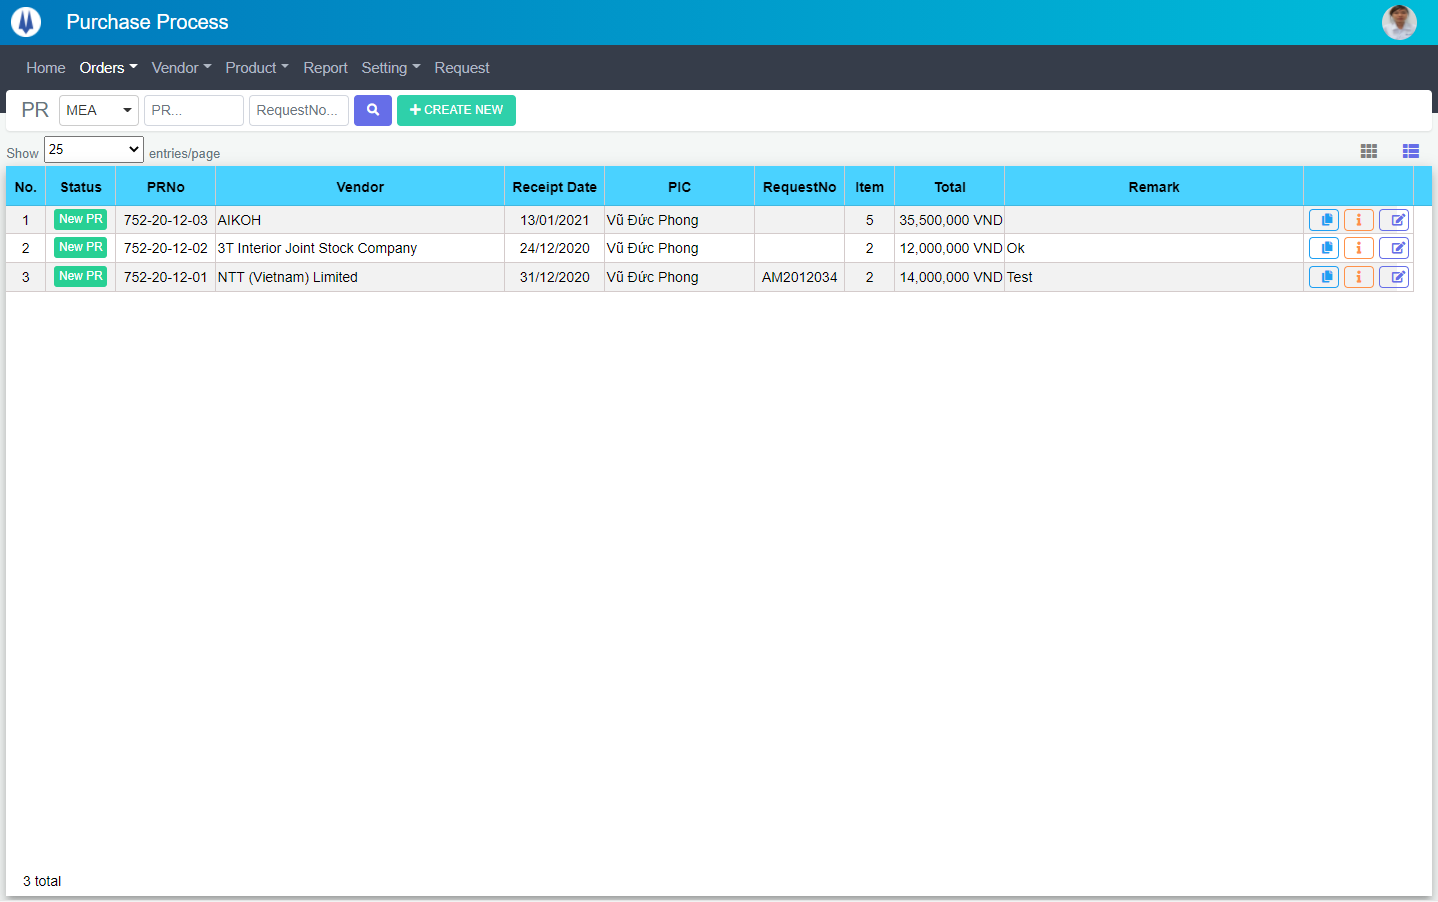 Purchase Process
Home Orders Vendor Product Report Setting Request
PR MEA PR... RequestNo... CREATE NEW
Show 25 entries/page
No. Status PRNo Vendor Receipt Date PIC RequestNo Item Total Remark
1 New PR 752-20-12-03 AIKOH 13/01/2021 Vũ Đức Phong 5 35,500,000 VND
2 New PR 752-20-12-02 3T Interior Joint Stock Company 24/12/2020 Vũ Đức Phong 2 12,000,000 VND Ok
3 New PR 752-20-12-01 NTT (Vietnam) Limited 31/12/2020 Vũ Đức Phong AM2012034 2 14,000,000 VND Test
3 total